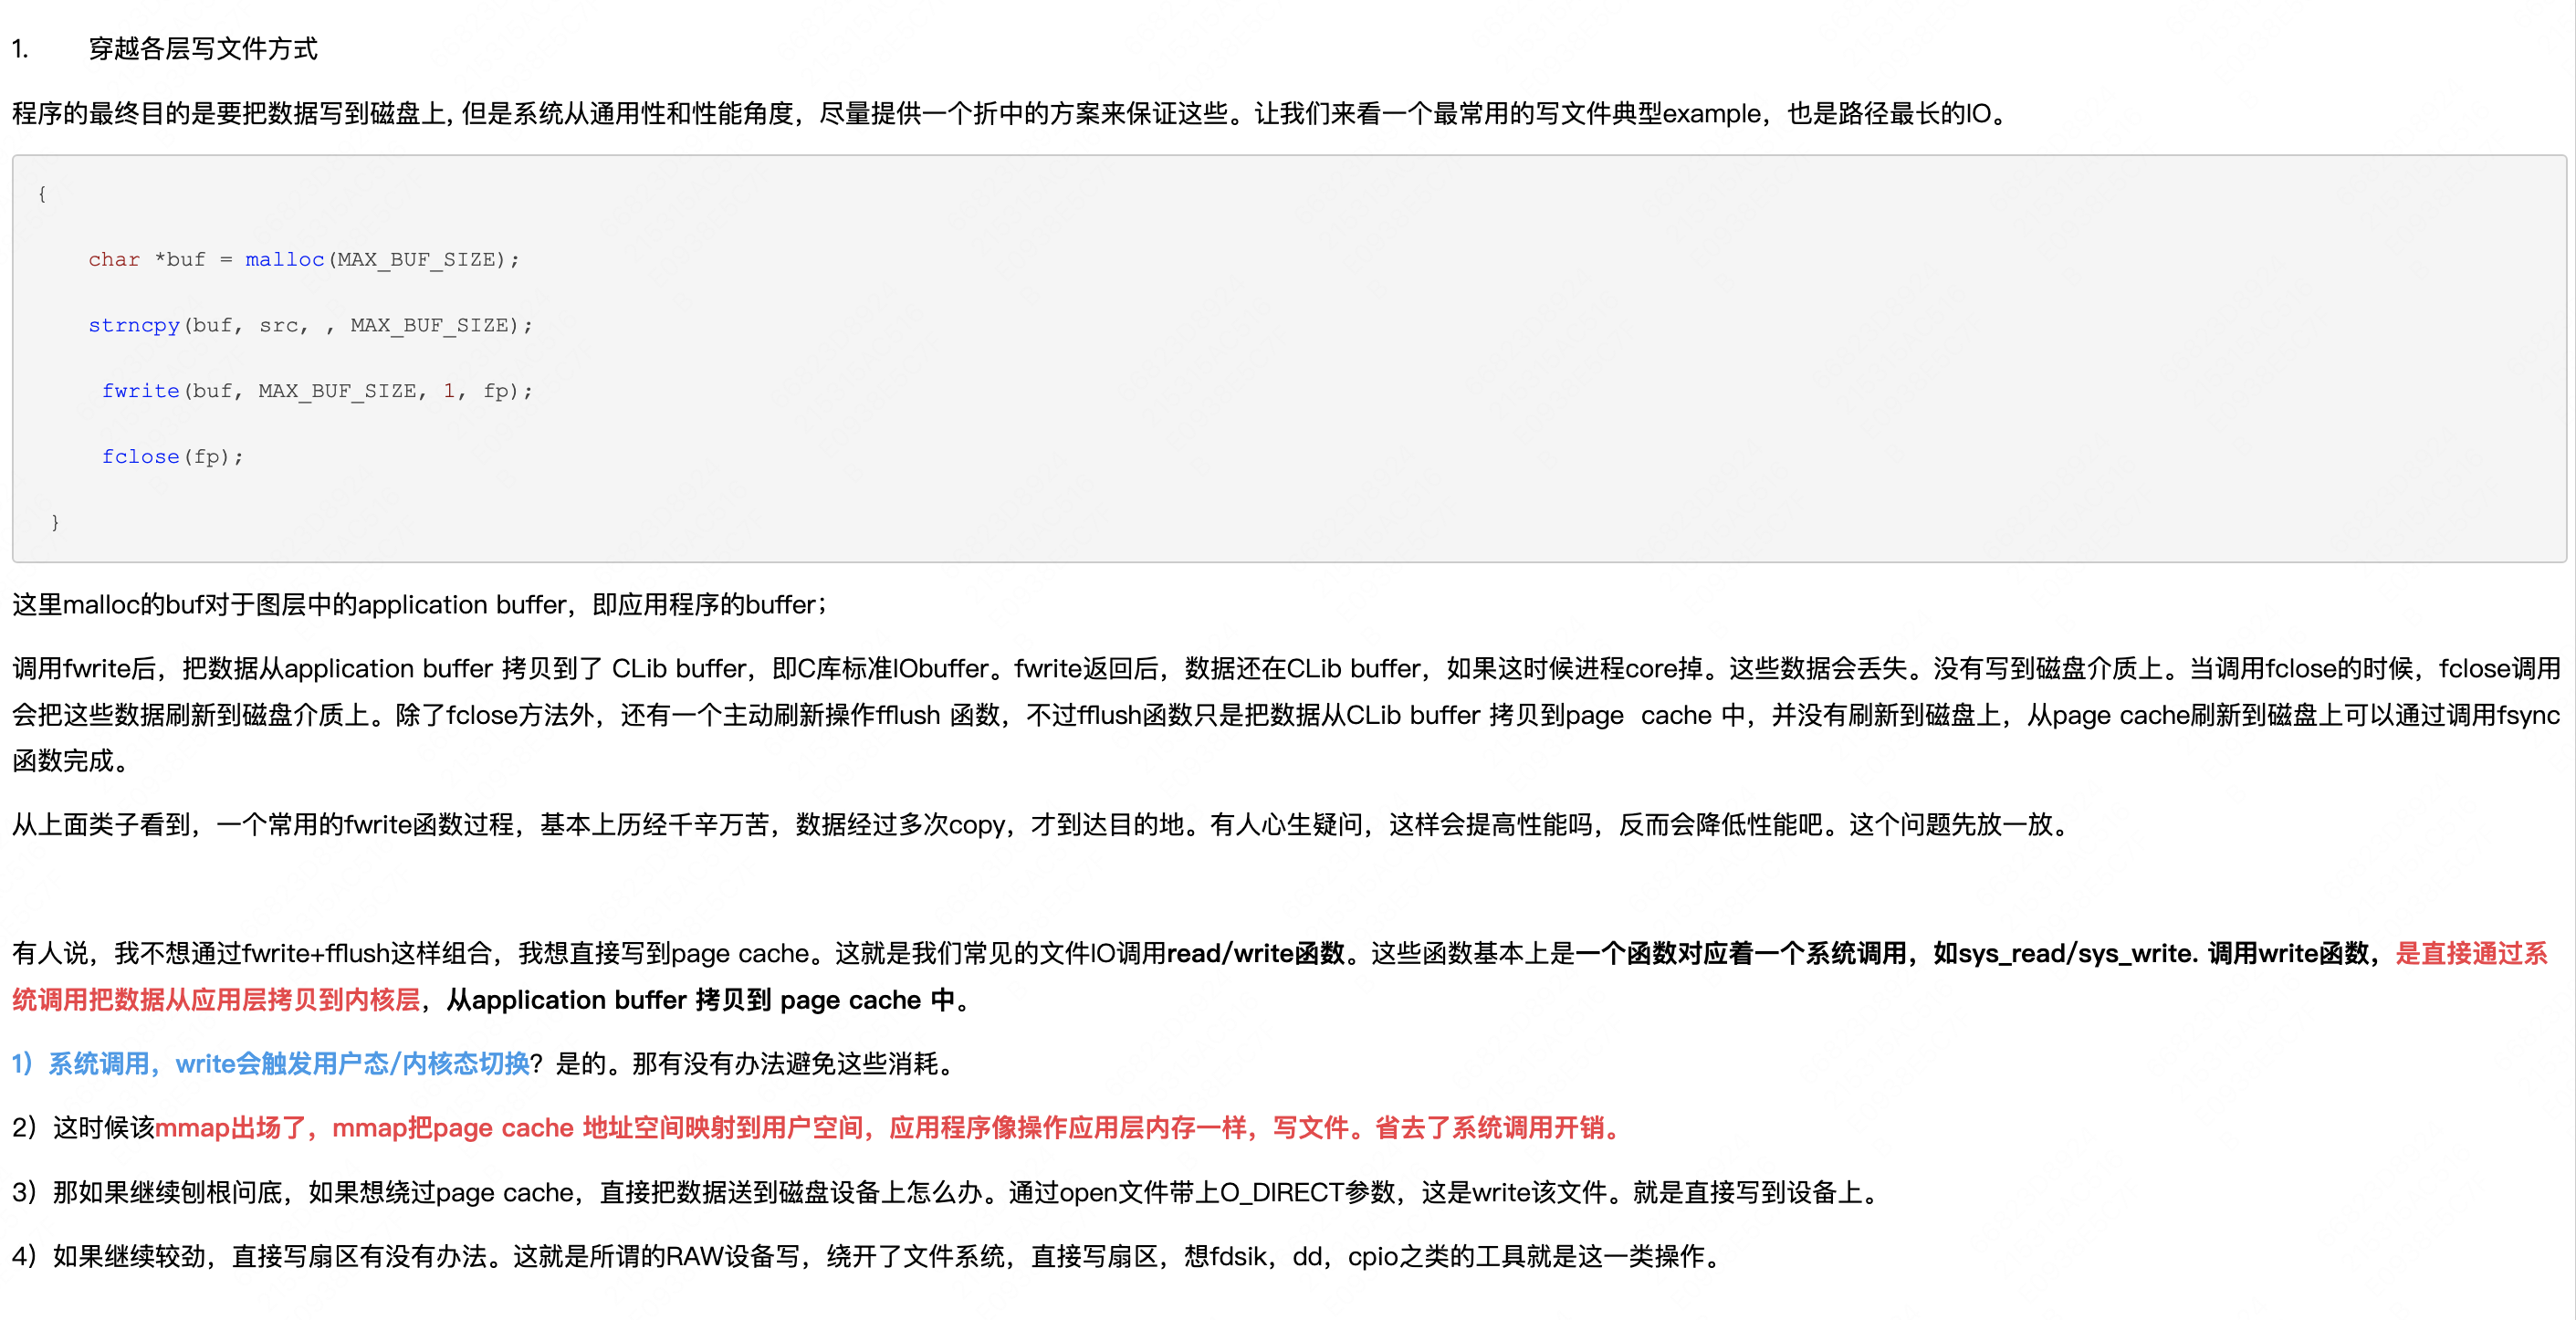 1. 穿越各层写文件方式
程序的最终目的是要把数据写到磁盘上, 但是系统从通用性和性能角度，尽量提供一个折中的方案来保证这些。让我们来看一个最常用的写文件典型example，也是路径最长的IO。
{
char *buf = malloc(MAX_BUF_SIZE);
strncpy(buf, src, , MAX_BUF_SIZE);
fwrite(buf, MAX_BUF_SIZE, 1, fp);
fclose(fp);
}
这里malloc的buf对于图层中的application buffer，即应用程序的buffer；
调用fwrite后，把数据从application buffer 拷贝到了 CLib buffer，即C库标准IObuffer。fwrite返回后，数据还在CLib buffer，如果这时候进程core掉。这些数据会丢失。没有写到磁盘介质上。当调用fclose的时候，fclose调用
会把这些数据刷新到磁盘介质上。除了fclose方法外，还有一个主动刷新操作fflush 函数，不过fflush函数只是把数据从CLib buffer 拷贝到page  cache 中，并没有刷新到磁盘上，从page cache刷新到磁盘上可以通过调用fsync
函数完成。
从上面类子看到，一个常用的fwrite函数过程，基本上历经千辛万苦，数据经过多次copy，才到达目的地。有人心生疑问，这样会提高性能吗，反而会降低性能吧。这个问题先放一放。
有人说，我不想通过fwrite+fflush这样组合，我想直接写到page cache。这就是我们常见的文件IO调用read/write函数。这些函数基本上是一个函数对应着一个系统调用，如sys_read/sys_write. 调用write函数，是直接通过系
统调用把数据从应用层拷贝到内核层，从application buffer 拷贝到 page cache 中。
1）系统调用，write会触发用户态/内核态切换？是的。那有没有办法避免这些消耗。
2）这时候该mmap出场了，mmap把page cache 地址空间映射到用户空间，应用程序像操作应用层内存一样，写文件。省去了系统调用开销。
3）那如果继续刨根问底，如果想绕过page cache，直接把数据送到磁盘设备上怎么办。通过open文件带上O_DIRECT参数，这是write该文件。就是直接写到设备上。
4）如果继续较劲，直接写扇区有没有办法。这就是所谓的RAW设备写，绕开了文件系统，直接写扇区，想fdsik，dd，cpio之类的工具就是这一类操作。